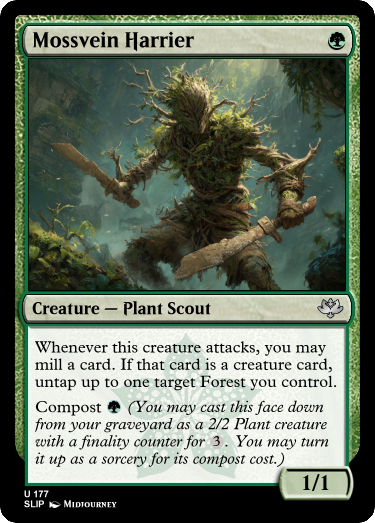 Mossvein Harrier
Creature — Plant Scout
Whenever this creature attacks, you may
mill a card. If that card is a creature card,
untap up to one target Forest you control.
Compost (You may cast this face down
from your graveyard as a 2/2 Plant creature
with a finality counter for 3. You may turn
it up as a sorcery for its compost cost.)
1/1
U 177
SLIP Midjourney